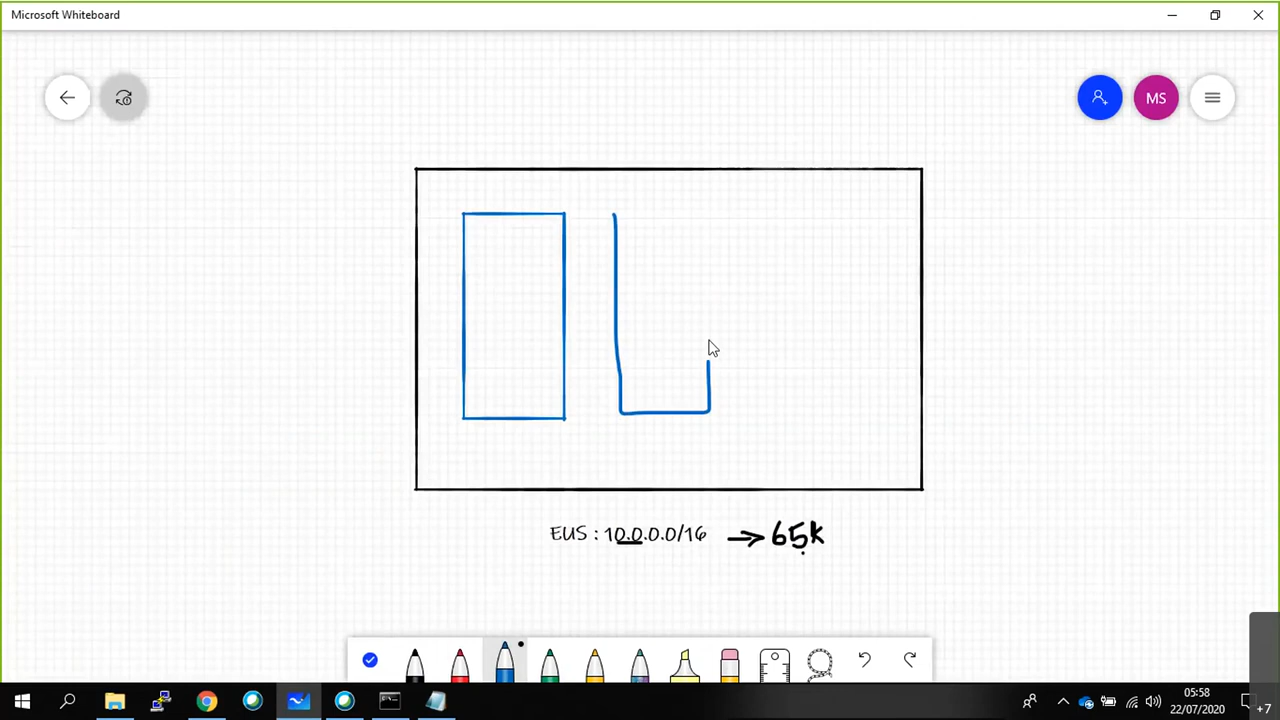 Microsoft Whiteboard
MS
EUS : 10.0.0.0/16 → 65k
05:58
22/07/2020
+7